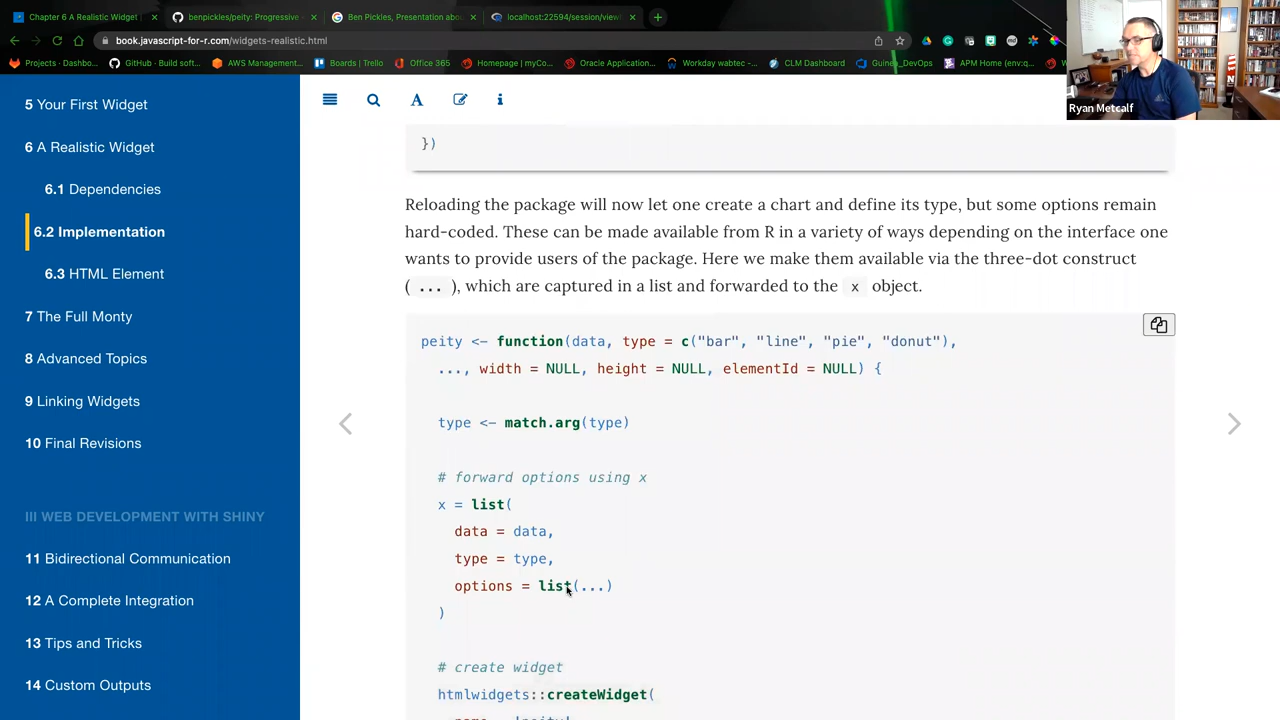 Chapter 6 A Realistic Widget
benpickles/peity: Progressive
Ben Pickles, Presentation abou
localhost:22594/session/view
book.javascript-for-r.com/widgets-realistic.html
Projects - Dashbo...
GitHub - Build soft...
AWS Management...
Boards | Trello
Office 365
Homepage | myCo...
Oracle Application...
Workday wabtec -...
CLM Dashboard
Guiney_DevOps
APM Home (env:q...
Ryan Metcalf
5 Your First Widget
6 A Realistic Widget
6.1 Dependencies
6.2 Implementation
6.3 HTML Element
7 The Full Monty
8 Advanced Topics
9 Linking Widgets
10 Final Revisions
III WEB DEVELOPMENT WITH SHINY
11 Bidirectional Communication
12 A Complete Integration
13 Tips and Tricks
14 Custom Outputs
})
Reloading the package will now let one create a chart and define its type, but some options remain
hard-coded. These can be made available from R in a variety of ways depending on the interface one
wants to provide users of the package. Here we make them available via the three-dot construct
(...), which are captured in a list and forwarded to the x object.
peity <- function(data, type = c("bar", "line", "pie", "donut"),
..., width = NULL, height = NULL, elementId = NULL) {
type <- match.arg(type)
# forward options using x
x = list(
data = data,
type = type,
options = list(...)
)
# create widget
htmlwidgets::createWidget(